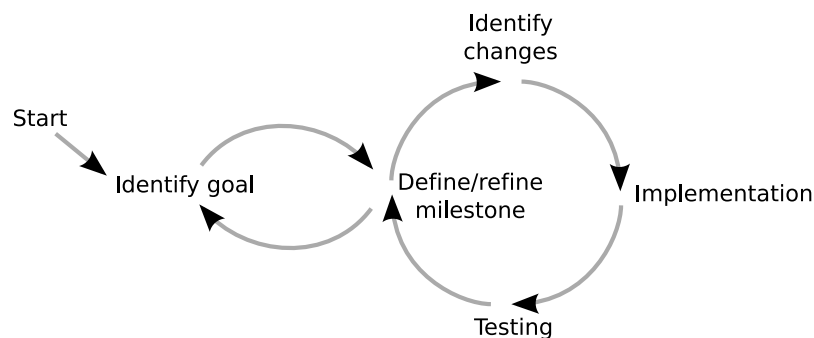 Start
Identify goal
Define/refine
milestone
Identify
changes
Implementation
Testing